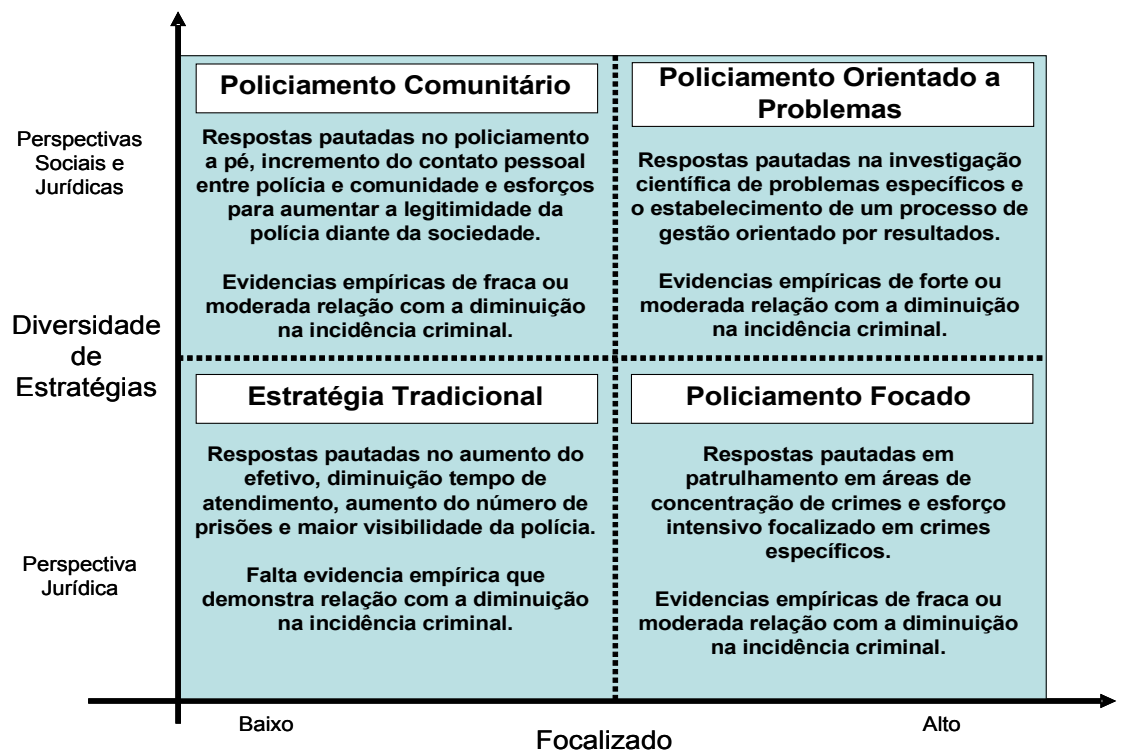 Policiamento Comunitário
Respostas pautadas no policiamento
a pé, incremento do contato pessoal
entre polícia e comunidade e esforços
para aumentar a legitimidade da
polícia diante da sociedade.
Evidencias empíricas de fraca ou
moderada relação com a diminuição
na incidência criminal.
Policiamento Orientado a
Problemas
Respostas pautadas na investigação
científica de problemas específicos e
o estabelecimento de um processo de
gestão orientado por resultados.
Evidencias empíricas de forte ou
moderada relação com a diminuição
na incidência criminal.
Perspectivas
Sociais e
Jurídicas
Diversidade
de
Estratégias
Perspectiva
Jurídica
Estratégia Tradicional
Respostas pautadas no aumento do
efetivo, diminuição tempo de
atendimento, aumento do número de
prisões e maior visibilidade da polícia.
Falta evidencia empírica que
demonstra relação com a diminuição
na incidência criminal.
Policiamento Focado
Respostas pautadas em
patrulhamento em áreas de
concentração de crimes e esforço
intensivo focalizado em crimes
específicos.
Evidencias empíricas de fraca ou
moderada relação com a diminuição
na incidência criminal.
Baixo
Focalizado
Alto